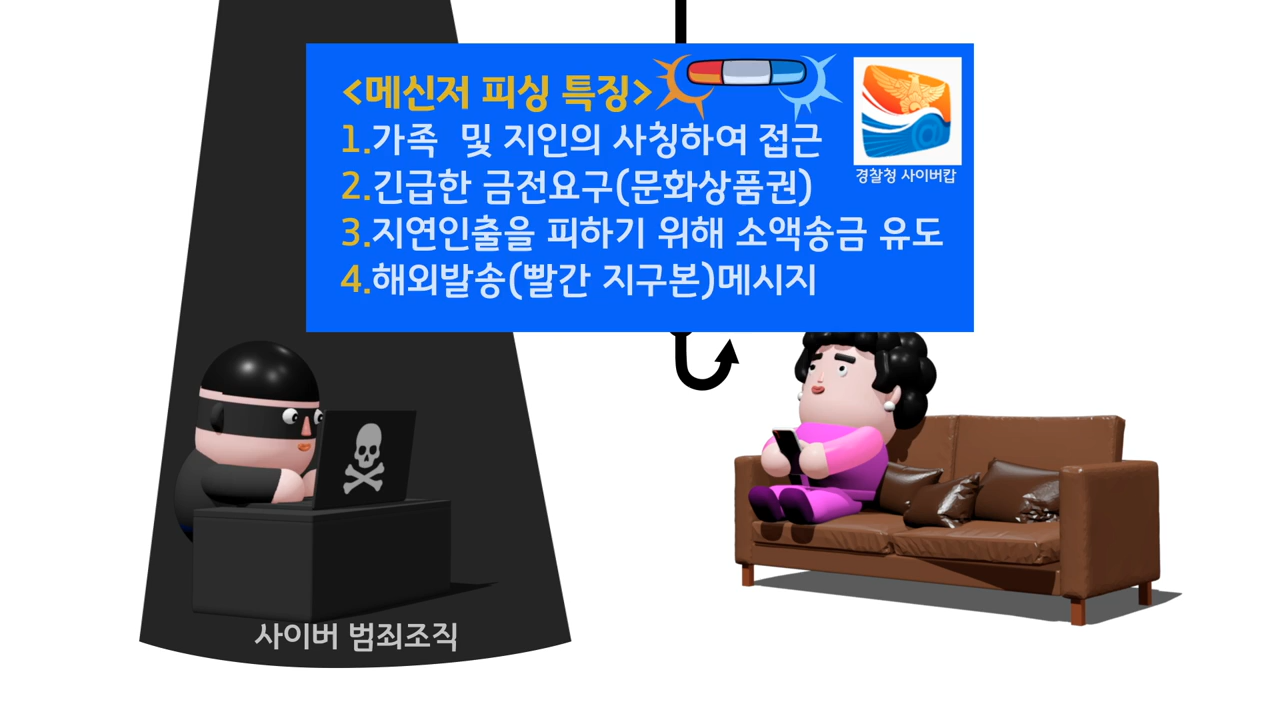 <메신저 피싱 특징>
1.가족 및 지인의 사칭하여 접근
2.긴급한 금전요구(문화상품권)
3.지연인출을 피하기 위해 소액송금 유도
4.해외발송(빨간 지구본)메시지
경찰청 사이버캅
사이버 범죄조직